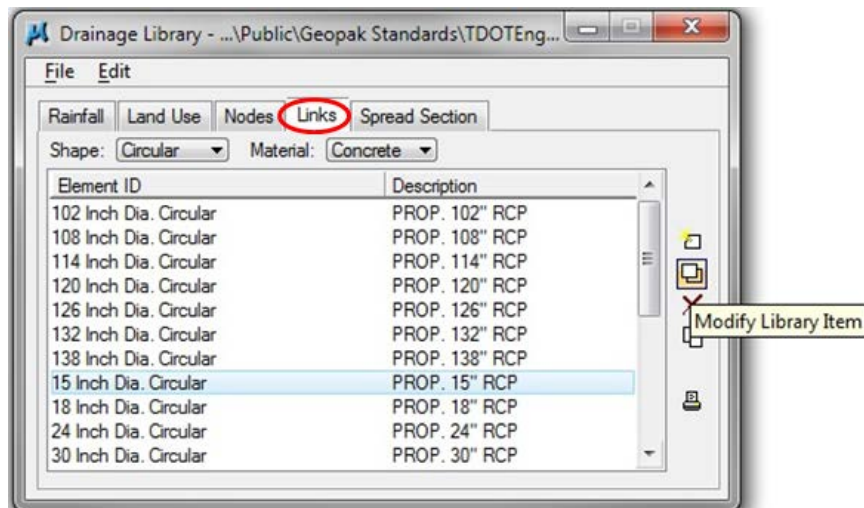 Drainage Library - ...\Public\Geopak Standards\TDOTEng...
File Edit
Rainfall Land Use Nodes Links Spread Section
Shape: Circular Material: Concrete
Element ID Description
102 Inch Dia. Circular PROP. 102" RCP
108 Inch Dia. Circular PROP. 108" RCP
114 Inch Dia. Circular PROP. 114" RCP
120 Inch Dia. Circular PROP. 120" RCP
126 Inch Dia. Circular PROP. 126" RCP
132 Inch Dia. Circular PROP. 132" RCP
138 Inch Dia. Circular PROP. 138" RCP
15 Inch Dia. Circular PROP. 15" RCP
18 Inch Dia. Circular PROP. 18" RCP
24 Inch Dia. Circular PROP. 24" RCP
30 Inch Dia. Circular PROP. 30" RCP
Modify Library Item